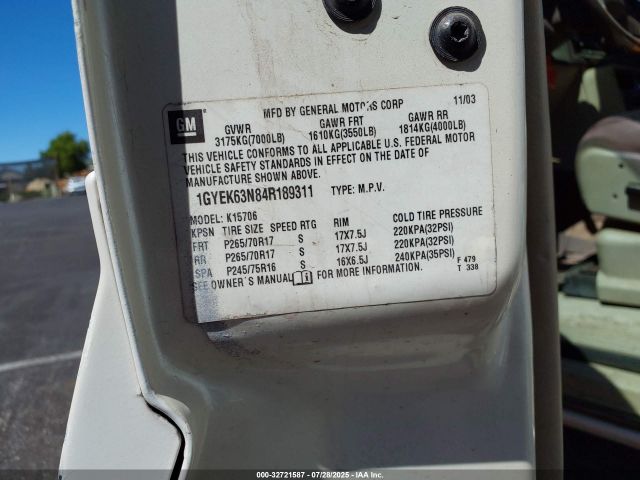 MFD BY GENERAL MOTORS CORP 11/03
GM GVWR GAWR FRT GAWR RR
3175KG(7000LB) 1610KG(3550LB) 1814KG(4000LB)
THIS VEHICLE CONFORMS TO ALL APPLICABLE U.S. FEDERAL MOTOR
VEHICLE SAFETY STANDARDS IN EFFECT ON THE DATE OF
MANUFACTURE SHOWN ABOVE.
1GYEK63N84R189311 TYPE: M.P.V.
MODEL: K15706
KPSN TIRE SIZE SPEED RTG RIM COLD TIRE PRESSURE
FRT P265/70R17 S 17X7.5J 220KPA(32PSI)
RR P265/70R17 S 17X7.5J 220KPA(32PSI)
SPA P245/75R16 S 16X6.5J 240KPA(35PSI) F 479
SEE OWNER'S MANUAL FOR MORE INFORMATION. T 338
000-32721587 07/28/2025 IAA Inc.